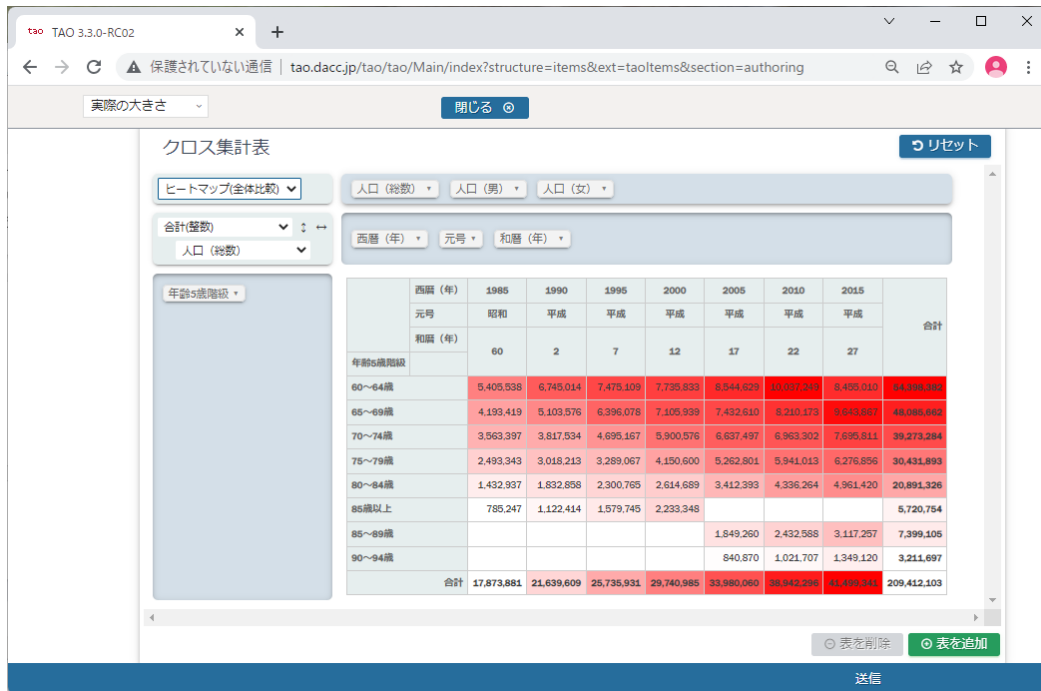 tao TAO 3.3.0-RC02
保護されていない通信 | tao.dacc.jp/tao/tao/Main/index?structure=items&ext=taoItems&section=authoring
実際の大きさ 閉じる
クロス集計表 リセット
ヒートマップ(全体比較) 人口（総数） 人口（男） 人口（女）
合計(整数)
人口（総数）
西暦（年） 元号 和暦（年）
年齢5歳階級
西暦（年） 1985 1990 1995 2000 2005 2010 2015 合計
元号 昭和 平成 平成 平成 平成 平成 平成
和暦（年） 60 2 7 12 17 22 27
年齢5歳階級
60～64歳 5,405,538 6,745,014 7,475,109 7,735,833 8,544,629 10,037,249 8,455,010 54,398,382
65～69歳 4,193,419 5,103,576 6,396,078 7,105,939 7,432,610 8,210,173 9,643,867 48,085,662
70～74歳 3,563,397 3,817,534 4,695,167 5,900,576 6,637,497 6,963,302 7,695,811 39,273,284
75～79歳 2,493,343 3,018,213 3,289,067 4,150,600 5,262,801 5,941,013 6,276,856 30,431,893
80～84歳 1,432,937 1,832,858 2,300,765 2,614,689 3,412,393 4,336,264 4,961,420 20,891,326
85歳以上 785,247 1,122,414 1,579,745 2,233,348 5,720,754
85～89歳 1,849,260 2,432,588 3,117,257 7,399,105
90～94歳 840,870 1,021,707 1,349,120 3,211,697
合計 17,873,881 21,639,609 25,735,931 29,740,985 33,980,060 38,942,296 41,499,341 209,412,103
表を削除 表を追加
送信